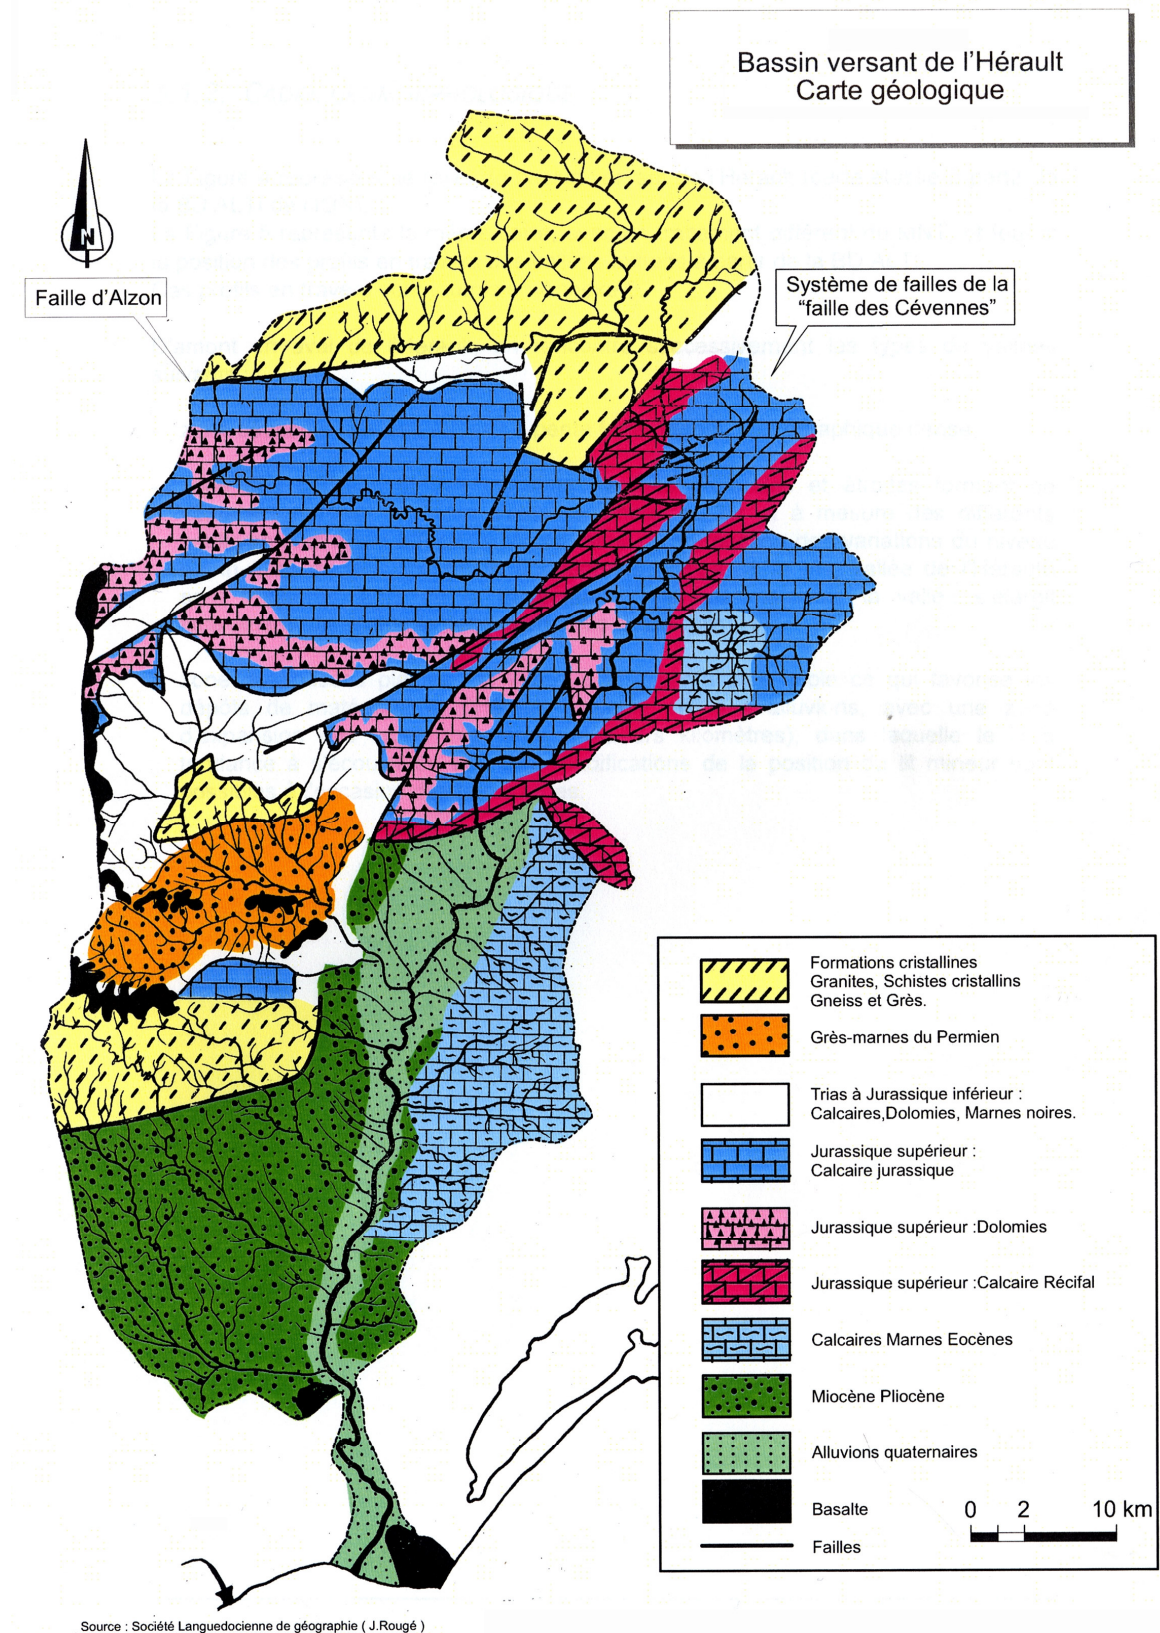 Bassin versant de l'Hérault
Carte géologique
N
Faille d'Alzon
Système de failles de la
"faille des Cévennes"
Formations cristallines
Granites, Schistes cristallins
Gneiss et Grès.
Grès-marnes du Permien
Trias à Jurassique inférieur :
Calcaires,Dolomies, Marnes noires.
Jurassique supérieur :
Calcaire jurassique
Jurassique supérieur :Dolomies
Jurassique supérieur :Calcaire Récifal
Calcaires Marnes Eocènes
Miocène Pliocène
Alluvions quaternaires
Basalte
0 2 10 km
Failles
Source : Société Languedocienne de géographie ( J.Rougé )